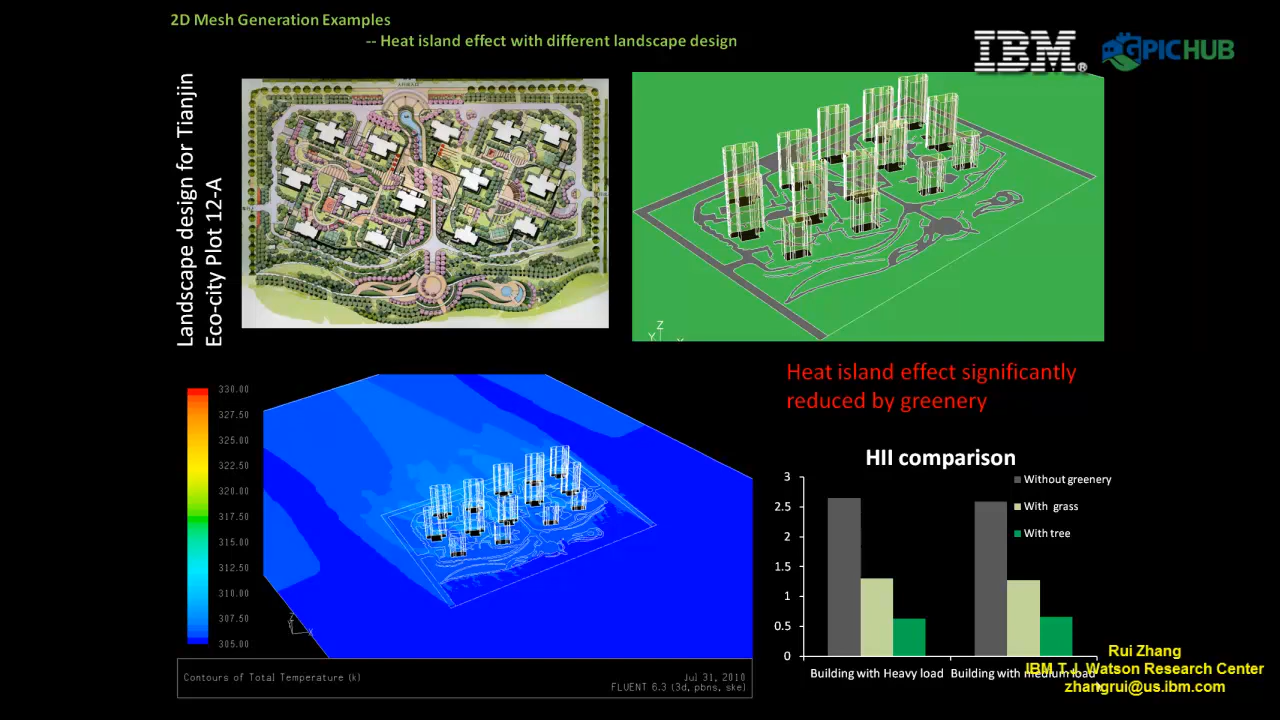 2D Mesh Generation Examples
-- Heat island effect with different landscape design
IBM®
GPICHUB
Landscape design for Tianjin
Eco-city Plot 12-A
Z
Y
Heat island effect significantly
reduced by greenery
330.00
327.50
325.00
322.50
320.00
317.50
315.00
312.50
310.00
307.50
305.00
Z
Y
X
Contours of Total Temperature (k)
Jul 31, 2010
FLUENT 6.3 (3d, pbns, ske)
HII comparison
3
2.5
2
1.5
1
0.5
0
Without greenery
With grass
With tree
Building with Heavy load
Building with medium load
Rui Zhang
IBM T.J. Watson Research Center
zhangrui@us.ibm.com